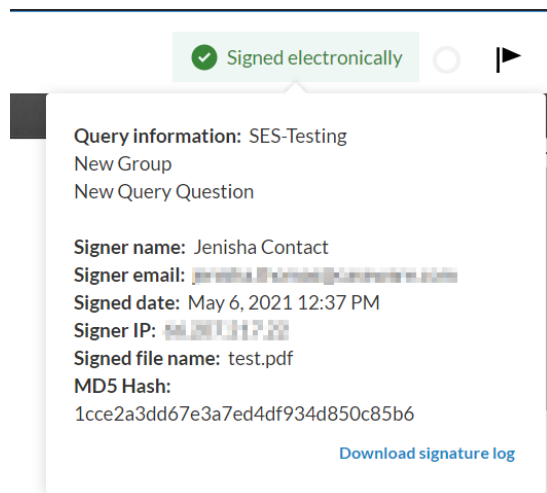 Signed electronically
Query information: SES-Testing
New Group
New Query Question
Signer name: Jenisha Contact
Signer email:
Signed date: May 6, 2021 12:37 PM
Signer IP:
Signed file name: test.pdf
MD5 Hash:
1cce2a3dd67e3a7ed4df934d850c85b6
Download signature log